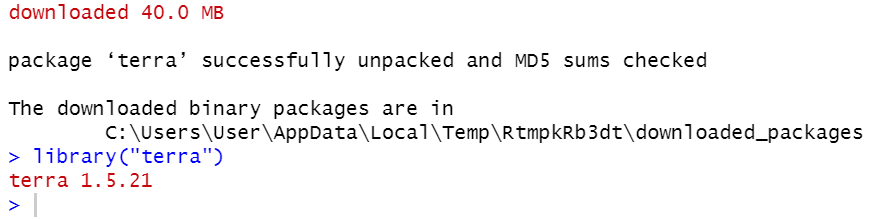 downloaded 40.0 MB
package ‘terra’ successfully unpacked and MD5 sums checked
The downloaded binary packages are in
        C:\Users\User\AppData\Local\Temp\RtmpkRb3dt\downloaded_packages
> library("terra")
terra 1.5.21
>